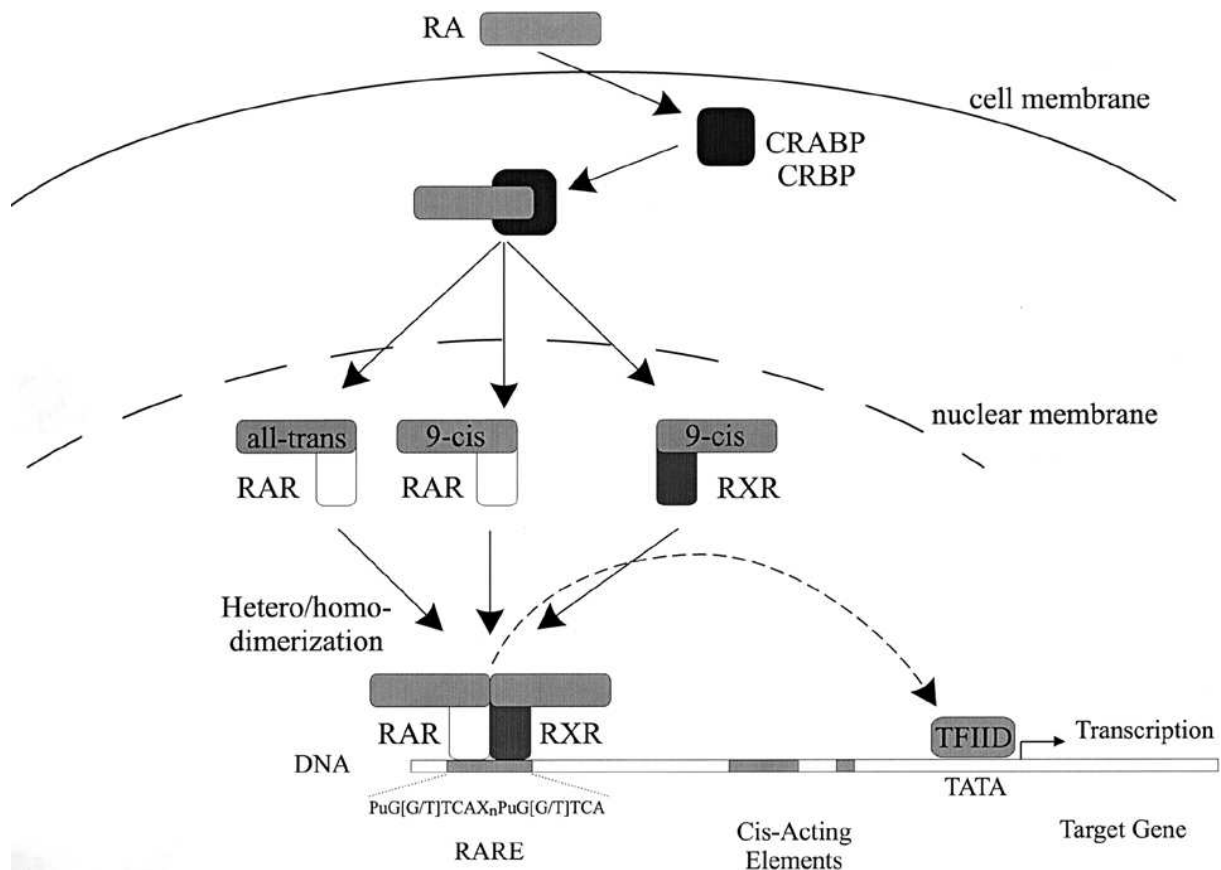 RA
cell membrane
CRABP
CRBP
nuclear membrane
all-trans
9-cis
9-cis
RAR
RAR
RXR
Hetero/homo-
dimerization
RAR
RXR
TFIID
Transcription
DNA
TATA
PuG[G/T]TCAXnPuG[G/T]TCA
RARE
Cis-Acting
Elements
Target Gene